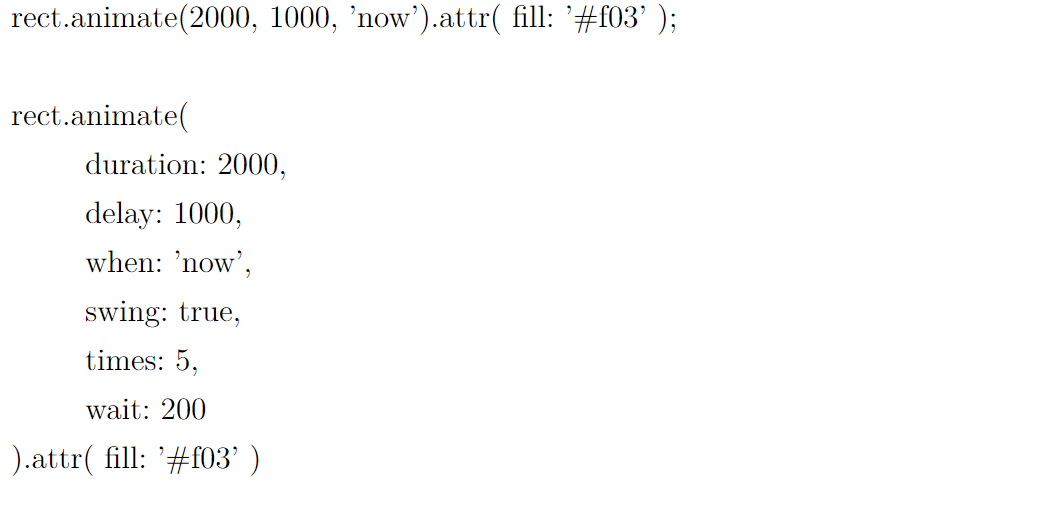 rect.animate(2000, 1000, ’now’).attr( fill: ’#f03’ );
rect.animate(
duration: 2000,
delay: 1000,
when: ’now’,
swing: true,
times: 5,
wait: 200
).attr( fill: ’#f03’ )